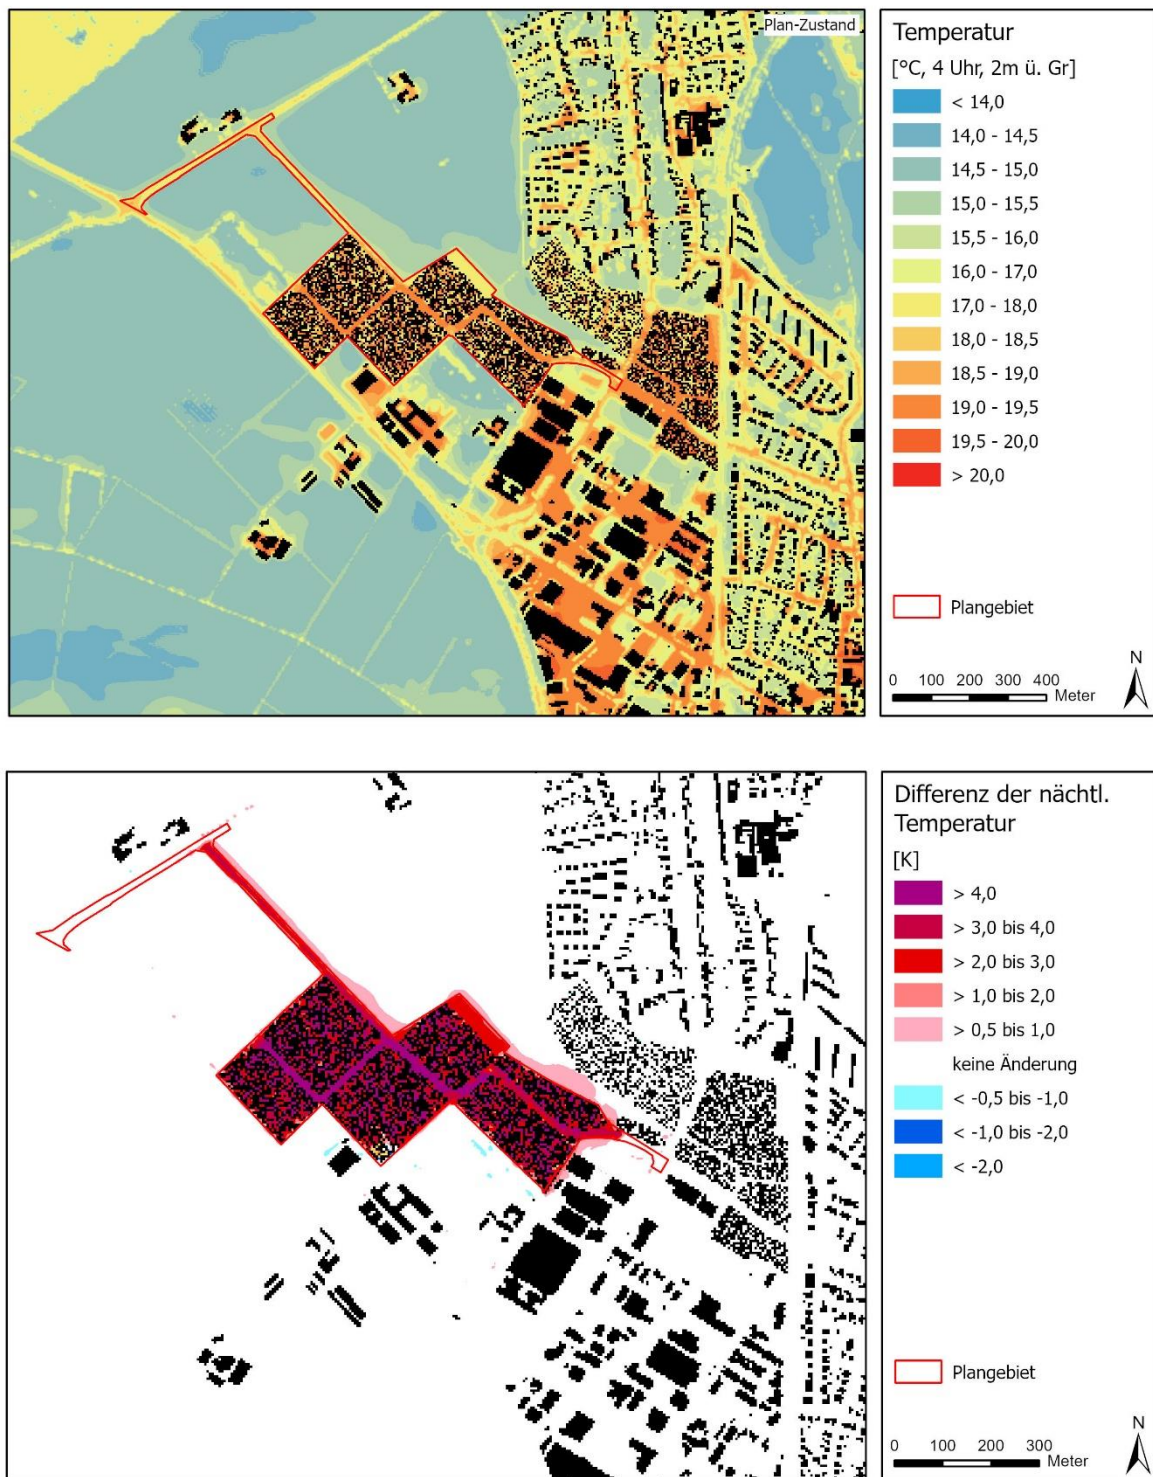 Plan-Zustand
Temperatur
[°C, 4 Uhr, 2m ü. Gr]
< 14,0
14,0 - 14,5
14,5 - 15,0
15,0 - 15,5
15,5 - 16,0
16,0 - 17,0
17,0 - 18,0
18,0 - 18,5
18,5 - 19,0
19,0 - 19,5
19,5 - 20,0
> 20,0
Plangebiet
0 100 200 300 400
Meter
N
Differenz der nächtl.
Temperatur
[K]
> 4,0
> 3,0 bis 4,0
> 2,0 bis 3,0
> 1,0 bis 2,0
> 0,5 bis 1,0
keine Änderung
< -0,5 bis -1,0
< -1,0 bis -2,0
< -2,0
Plangebiet
0 100 200 300
Meter
N